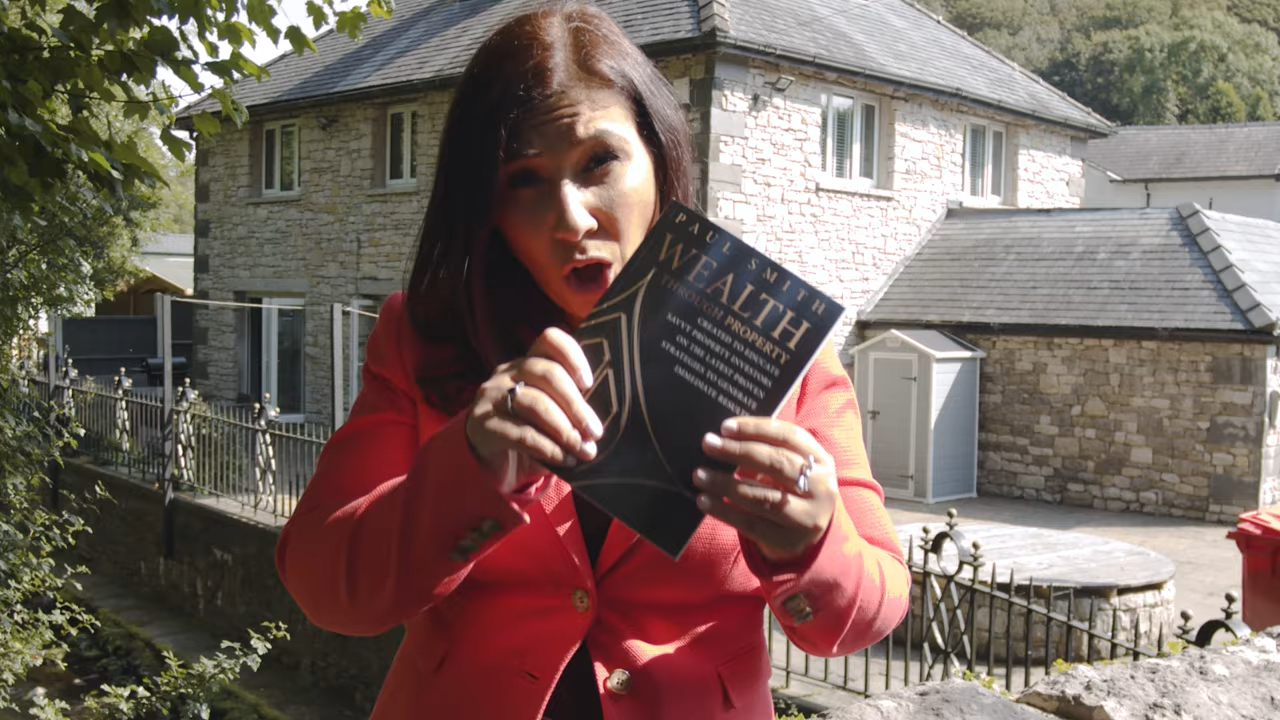 PAUL SMITH
WEALTH
THROUGH PROPERTY
CREATED TO EDUCATE
SAVVY PROPERTY INVESTORS
ON THE LATEST PROVEN
STRATEGIES TO GENERATE
IMMEDIATE RESULTS